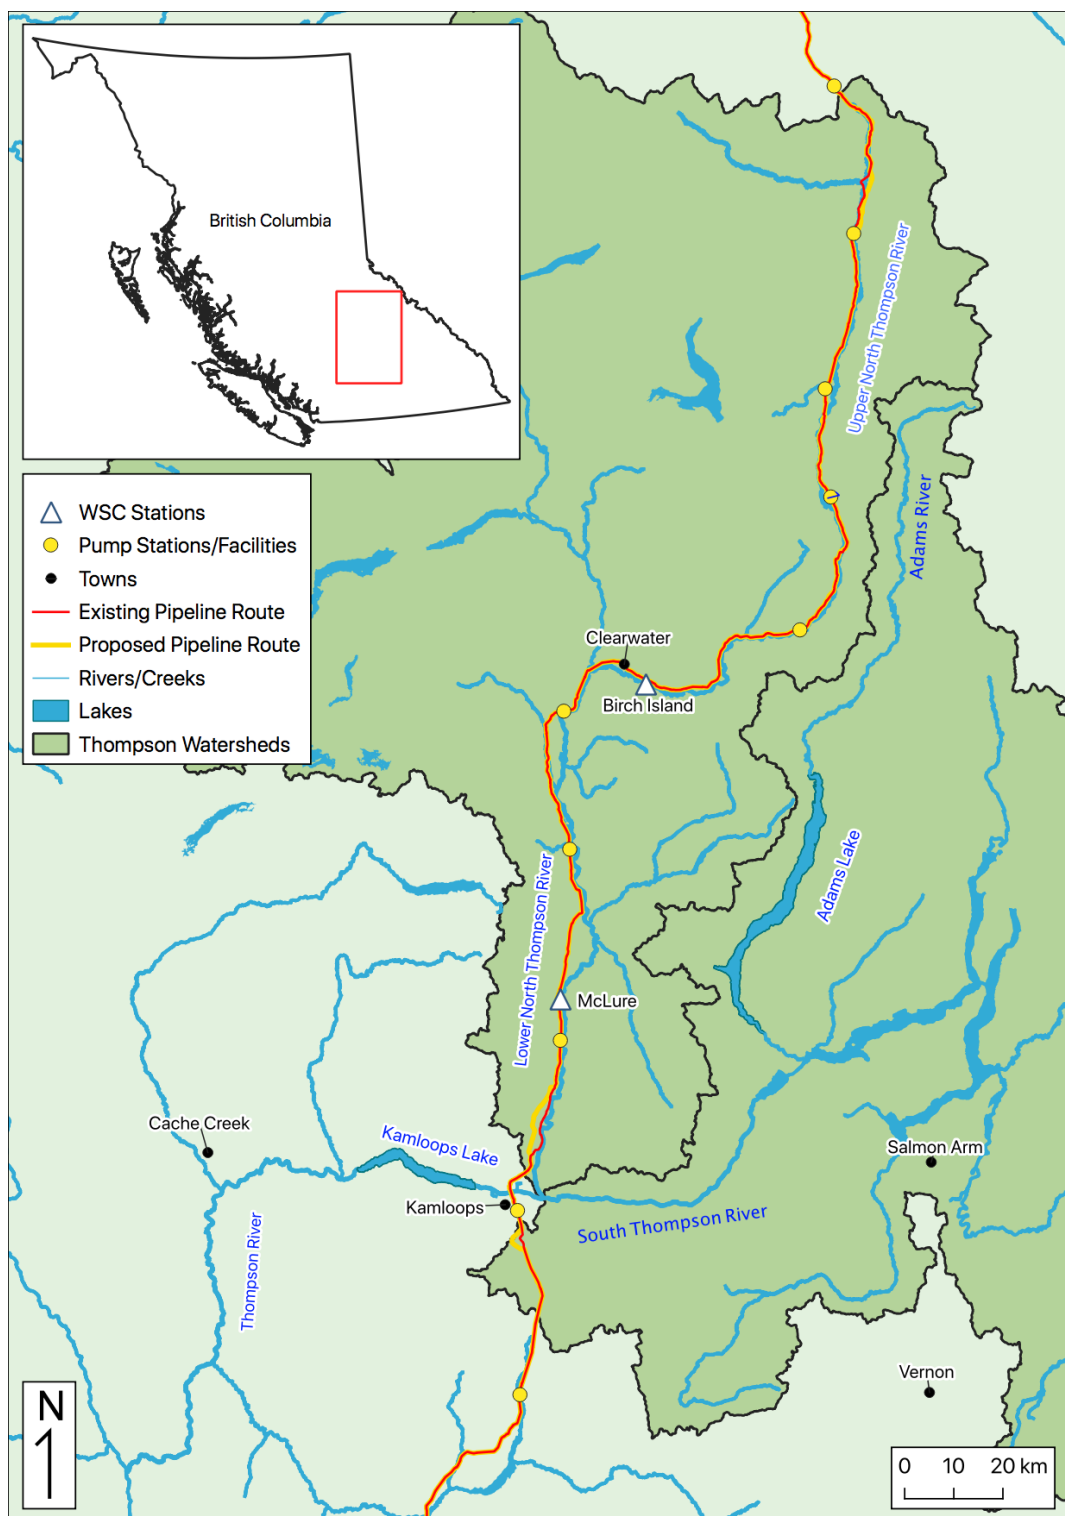 British Columbia
WSC Stations
Pump Stations/Facilities
Towns
Existing Pipeline Route
Proposed Pipeline Route
Rivers/Creeks
Lakes
Thompson Watersheds
Upper North Thompson River
Adams River
Clearwater
Birch Island
Adams Lake
Lower North Thompson River
McLure
Cache Creek
Kamloops Lake
Salmon Arm
Kamloops
South Thompson River
Thompson River
Vernon
N
0 10 20 km